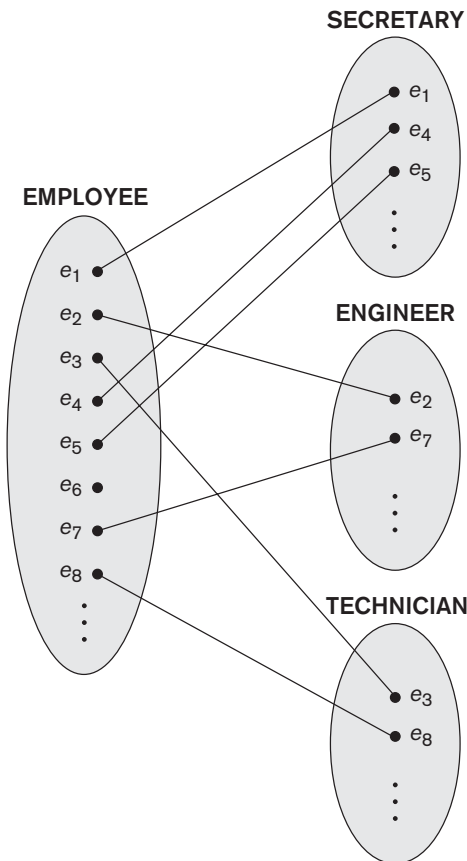 SECRETARY
e₁
e₄
e₅
EMPLOYEE
e₁
e₂
e₃
e₄
e₅
e₆
e₇
e₈
ENGINEER
e₂
e₇
TECHNICIAN
e₃
e₈